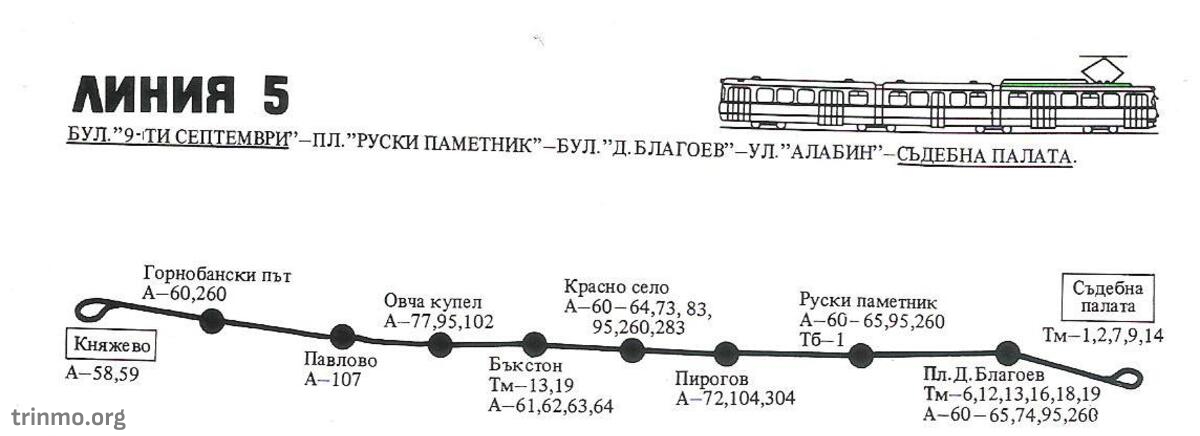 ЛИНИЯ 5
БУЛ."9-ТИ СЕПТЕМВРИ"–ПЛ."РУСКИ ПАМЕТНИК"–БУЛ."Д.БЛАГОЕВ"–УЛ."АЛАБИН"–СЪДЕБНА ПАЛАТА.
Княжево
А–58,59
Горнобански път
А–60,260
Павлово
А–107
Овча купел
А–77,95,102
Бъкстон
Тм–13,19
А–61,62,63,64
Красно село
А–60–64,73, 83,
95,260,283
Пирогов
А–72,104,304
Руски паметник
А–60–65,95,260
Тб–1
Пл.Д.Благоев
Тм–6,12,13,16,18,19
А–60–65,74,95,260
Съдебна
палата
Тм–1,2,7,9,14
trinmo.org